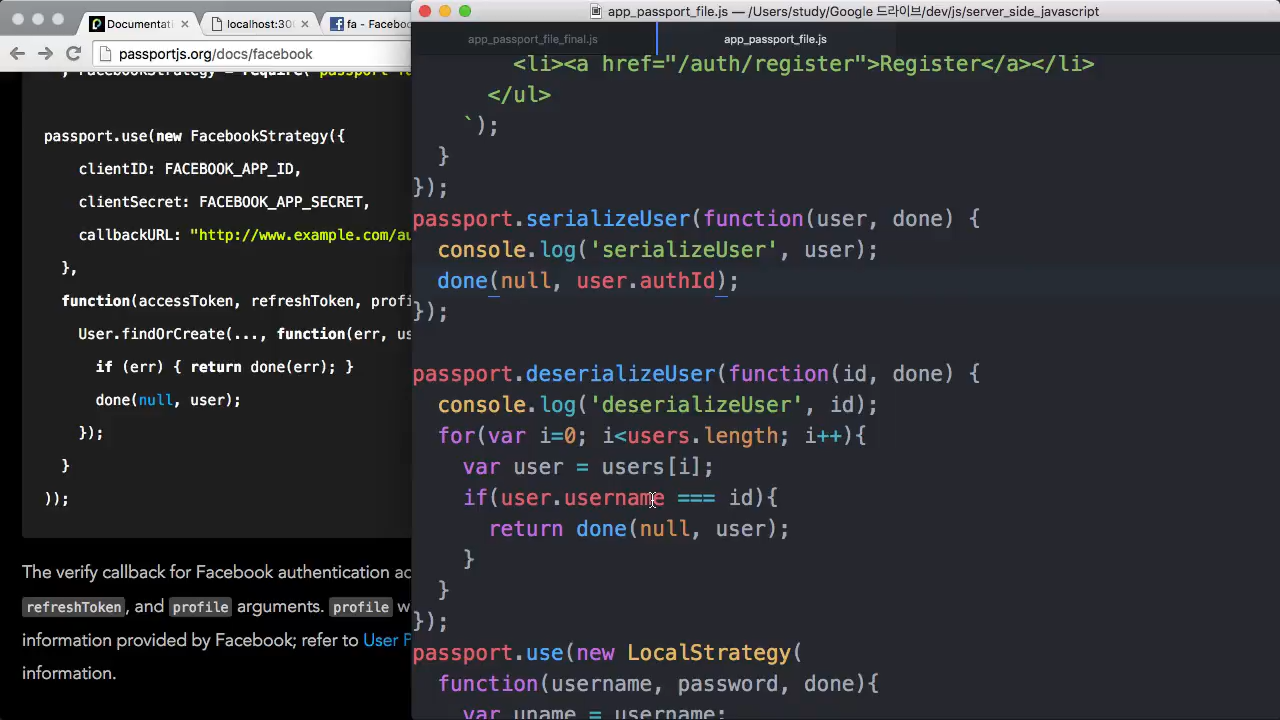 Documentati
localhost:300
fa - Faceboo
passportjs.org/docs/facebook
passport.use(new FacebookStrategy({
clientID: FACEBOOK_APP_ID,
clientSecret: FACEBOOK_APP_SECRET,
callbackURL: "http://www.example.com/au
},
function(accessToken, refreshToken, profi
User.findOrCreate(..., function(err, us
if (err) { return done(err); }
done(null, user);
});
}
));
The verify callback for Facebook authentication ac
refreshToken, and profile arguments. profile w
information provided by Facebook; refer to User P
information.
app_passport_file.js — /Users/study/Google 드라이브/dev/js/server_side_javascript
app_passport_file_final.js
app_passport_file.js
<li><a href="/auth/register">Register</a></li>
</ul>
`);
}
});
passport.serializeUser(function(user, done) {
console.log('serializeUser', user);
done(null, user.authId);
});
passport.deserializeUser(function(id, done) {
console.log('deserializeUser', id);
for(var i=0; i<users.length; i++){
var user = users[i];
if(user.username === id){
return done(null, user);
}
}
});
passport.use(new LocalStrategy(
function(username, password, done){
var uname = username;